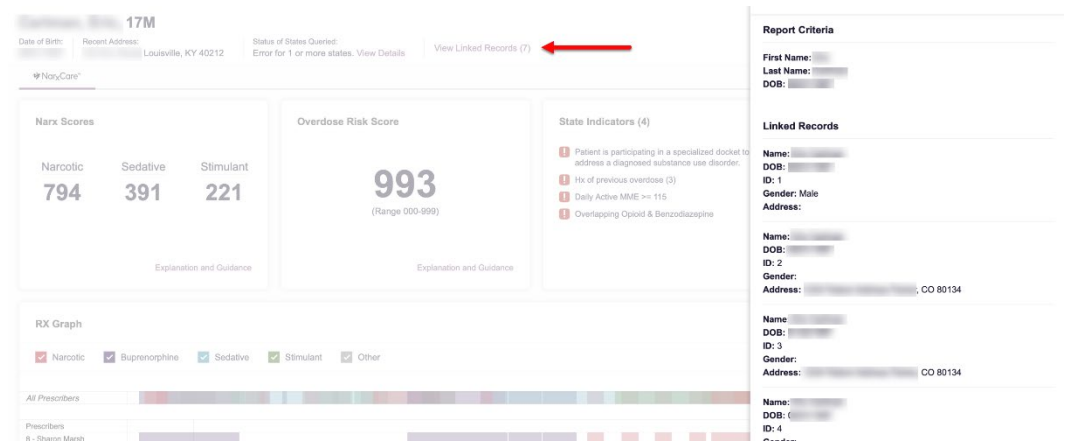 17M
Date of Birth: Recent Address: Status of States Queried:
Louisville, KY 40212 Error for 1 or more states. View Details View Linked Records (7)
NarxCare
Narx Scores
Narcotic Sedative Stimulant
794 391 221
Explanation and Guidance
Overdose Risk Score
993
(Range 000-999)
Explanation and Guidance
State Indicators (4)
Patient is participating in a specialized docket to
address a diagnosed substance use disorder.
Hx of previous overdose (3)
Daily Active MME >= 115
Overlapping Opioid & Benzodiazepine
RX Graph
Narcotic Buprenorphine Sedative Stimulant Other
All Prescribers
Prescribers
8 - Sharon Marsh
Report Criteria
First Name:
Last Name:
DOB:
Linked Records
Name:
DOB:
ID: 1
Gender: Male
Address:
Name:
DOB:
ID: 2
Gender:
Address: , CO 80134
Name
DOB:
ID: 3
Gender:
Address: , CO 80134
Name:
DOB:
ID: 4
Gender: